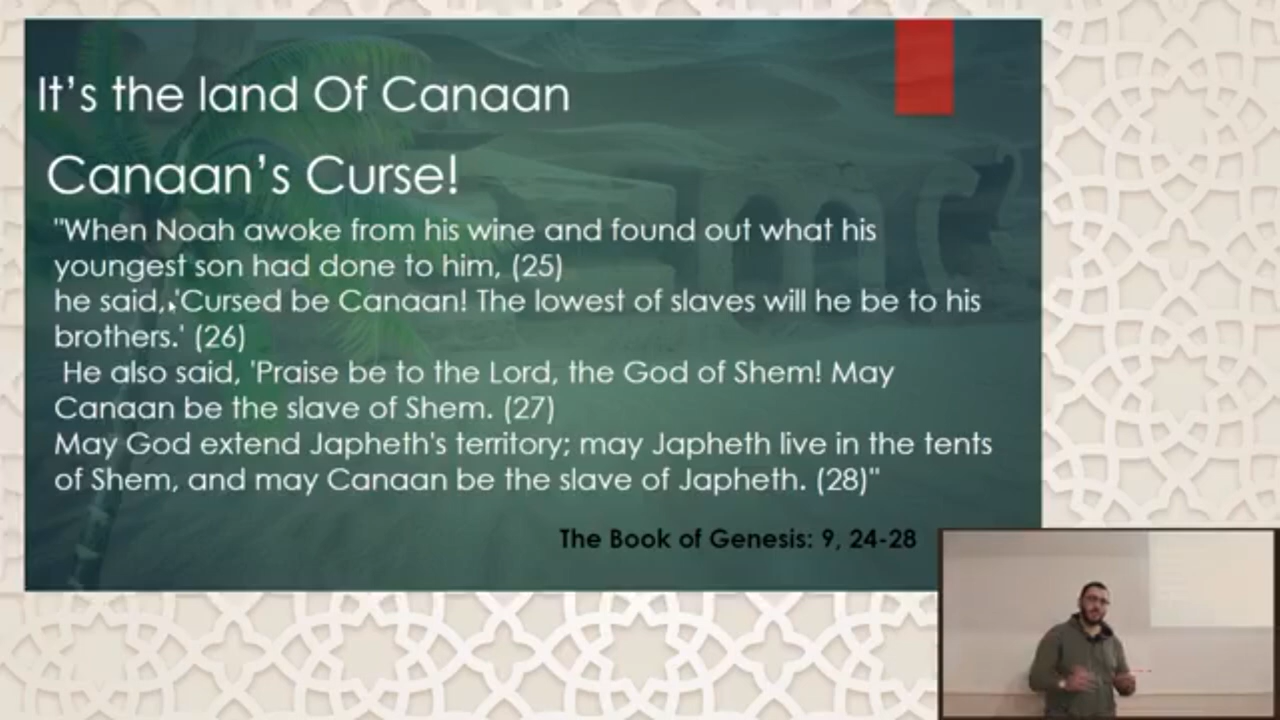 It's the land Of Canaan
Canaan's Curse!
"When Noah awoke from his wine and found out what his
youngest son had done to him, (25)
he said, 'Cursed be Canaan! The lowest of slaves will he be to his
brothers.' (26)
He also said, 'Praise be to the Lord, the God of Shem! May
Canaan be the slave of Shem. (27)
May God extend Japheth's territory; may Japheth live in the tents
of Shem, and may Canaan be the slave of Japheth. (28)"
The Book of Genesis: 9, 24-28